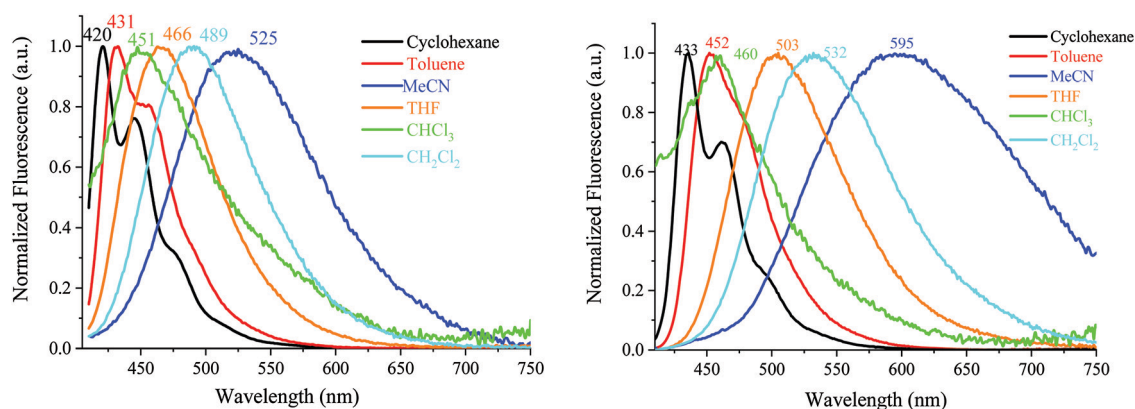 420 431 451 466 489 525
Normalized Fluorescence (a.u.)
1.0
0.8
0.6
0.4
0.2
0.0
Cyclohexane
Toluene
MeCN
THF
CHCl₃
CH₂Cl₂
400 450 500 550 600 650 700 750
Wavelength (nm)
433 452 460 503 532 595
Normalized Fluorescence (a.u.)
1.0
0.8
0.6
0.4
0.2
0.0
Cyclohexane
Toluene
MeCN
THF
CHCl₃
CH₂Cl₂
450 500 550 600 650 700 750
Wavelength (nm)